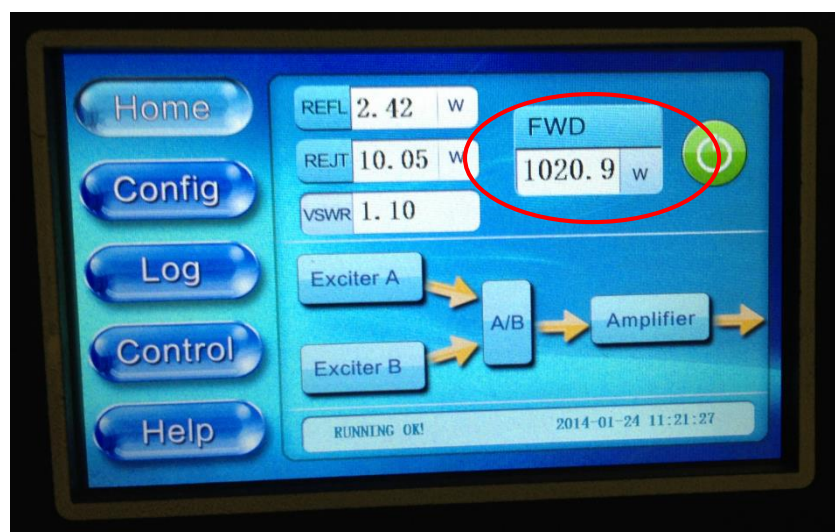 Home
Config
Log
Control
Help
REFL 2.42 W
REJT 10.05 W
VSWR 1.10
FWD
1020.9 W
Exciter A
Exciter B
A/B
Amplifier
RUNNING OK! 2014-01-24 11:21:27